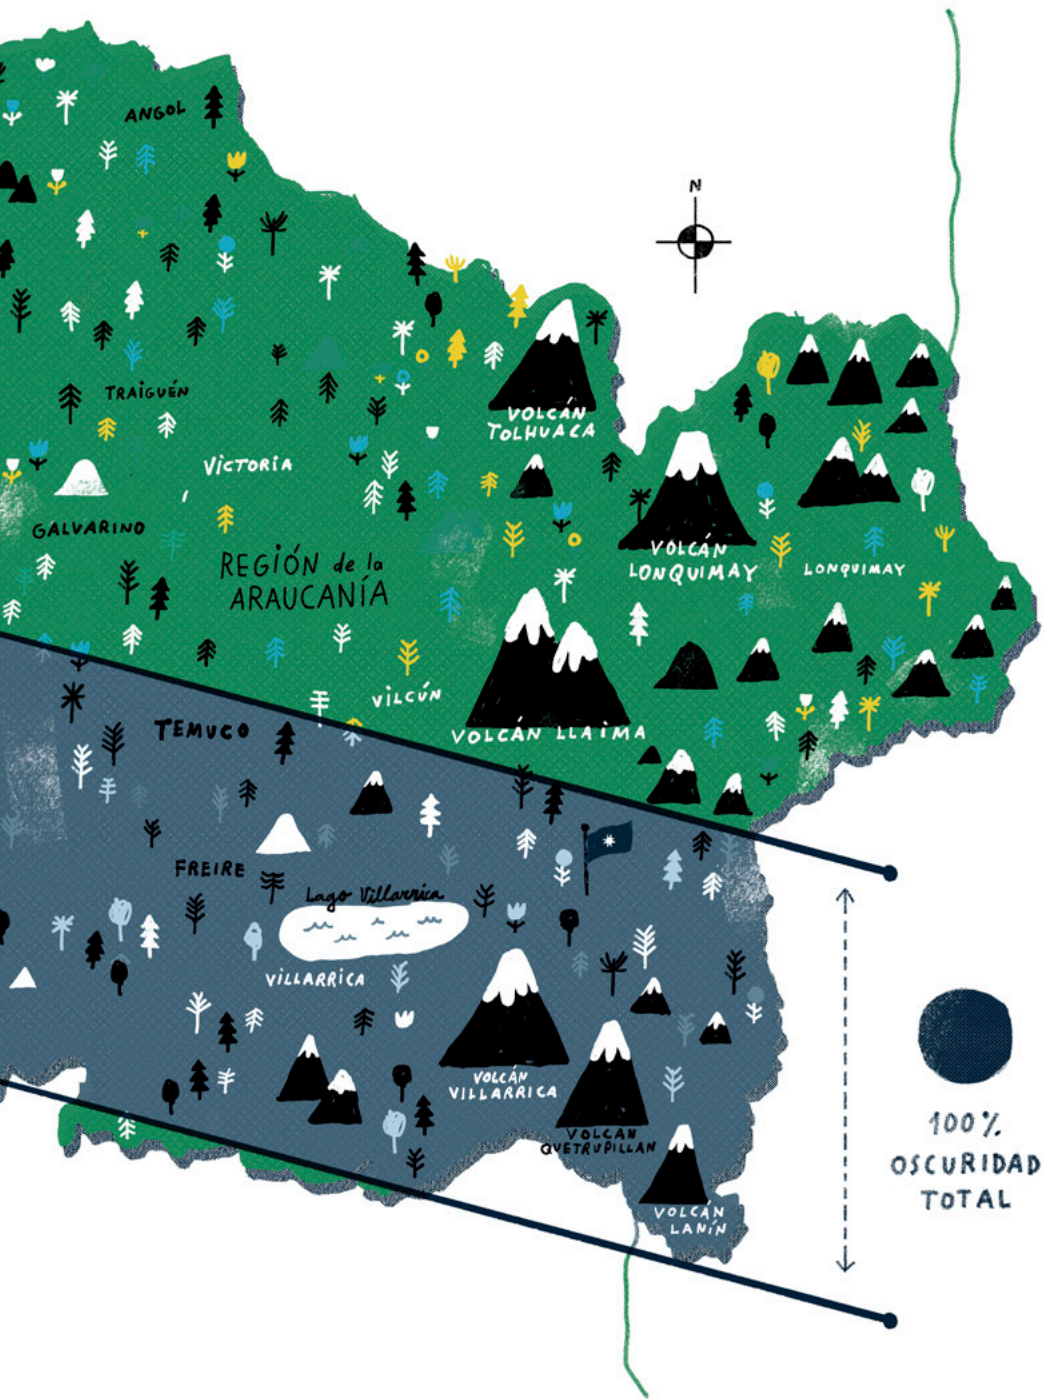 ANGOL
N
TRAIGUÉN
VOLCÁN
TOLHUACA
VICTORIA
GALVARINO
REGIÓN de la
ARAUCANÍA
VOLCÁN
LONQUIMAY
LONQUIMAY
VILCÚN
TEMUCO
VOLCÁN LLAIMA
FREIRE
Lago Villarrica
VILLARRICA
VOLCÁN
VILLARRICA
VOLCAN
QUETRUPILLAN
VOLCÁN
LANÍN
100%
OSCURIDAD
TOTAL